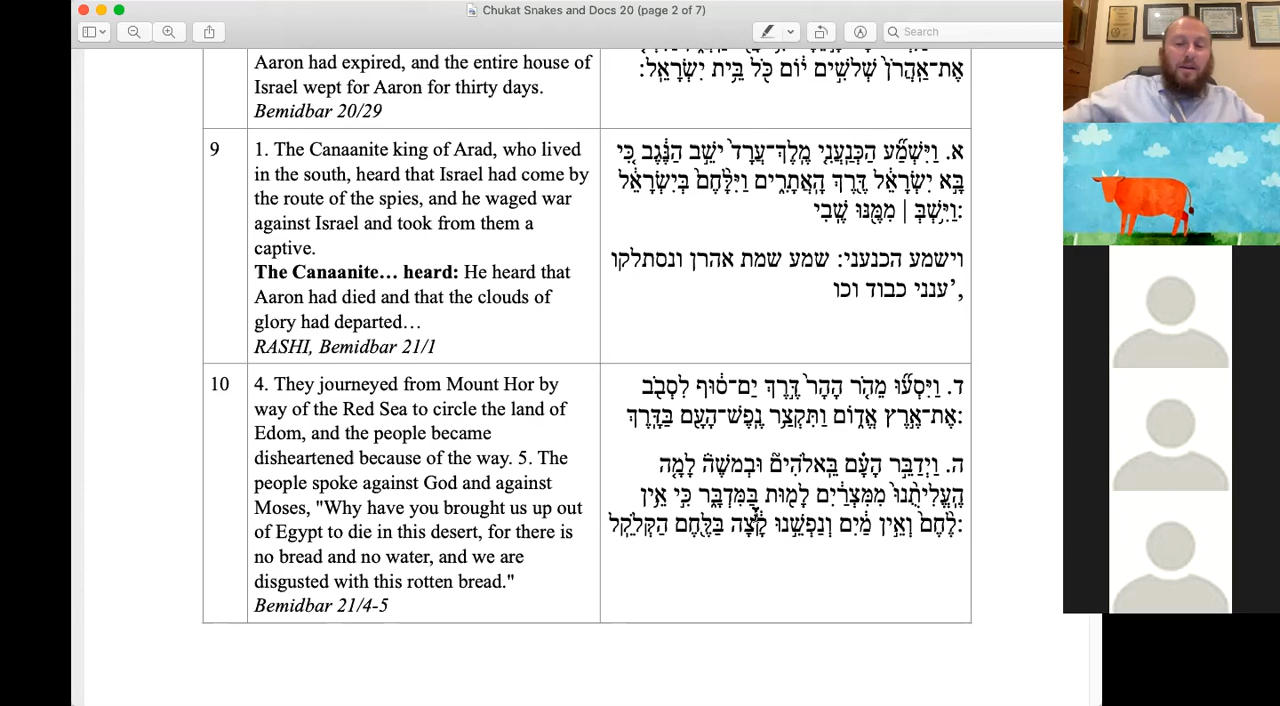 Chukat Snakes and Docs 20 (page 2 of 7)
Search
Aaron had expired, and the entire house of
Israel wept for Aaron for thirty days.
Bemidbar 20/29
אֶת־אַֽהֲרֹן֙ שְׁלֹשִׁ֣ים י֔וֹם כֹּ֖ל בֵּ֥ית יִשְׂרָאֵֽל:
9
1. The Canaanite king of Arad, who lived
in the south, heard that Israel had come by
the route of the spies, and he waged war
against Israel and took from them a
captive.
The Canaanite… heard: He heard that
Aaron had died and that the clouds of
glory had departed…
RASHI, Bemidbar 21/1
א. וַיִּשְׁמַ֞ע הַכְּנַֽעֲנִ֤י מֶֽלֶךְ־עֲרָד֙ יֹשֵׁ֣ב הַנֶּ֔גֶב כִּ֚י
בָּ֣א יִשְׂרָאֵ֔ל דֶּ֖רֶךְ הָֽאֲתָרִ֑ים וַיִּלָּ֙חֶם֙ בְּיִשְׂרָאֵ֔ל
:וַיִּ֥שְׁבְּ | מִמֶּ֖נּוּ שֶֽׁבִי
וישמע הכנעני: שמע שמת אהרן ונסתלקו
,ענני כבוד וכו'
10
4. They journeyed from Mount Hor by
way of the Red Sea to circle the land of
Edom, and the people became
disheartened because of the way. 5. The
people spoke against God and against
Moses, "Why have you brought us up out
of Egypt to die in this desert, for there is
no bread and no water, and we are
disgusted with this rotten bread."
Bemidbar 21/4-5
ד. וַיִּסְע֞וּ מֵהֹ֤ר הָהָר֙ דֶּ֣רֶךְ יַם־ס֔וּף לִסְבֹ֖ב
:אֶת־אֶ֣רֶץ אֱד֑וֹם וַתִּקְצַ֥ר נֶֽפֶשׁ־הָעָ֖ם בַּדָּֽרֶךְ
ה. וַיְדַבֵּ֣ר הָעָ֗ם בֵּֽאלֹהִים֘ וּבְמשֶׁה֒ לָמָ֤ה
הֶֽעֱלִיתֻ֙נוּ֙ מִמִּצְרַ֔יִם לָמ֖וּת בַּמִּדְבָּ֑ר כִּ֣י אֵ֥ין
:לֶ֙חֶם֙ וְאֵ֣ין מַ֔יִם וְנַפְשֵׁ֣נוּ קָ֔צָה בַּלֶּ֖חֶם הַקְּלֹקֵֽל